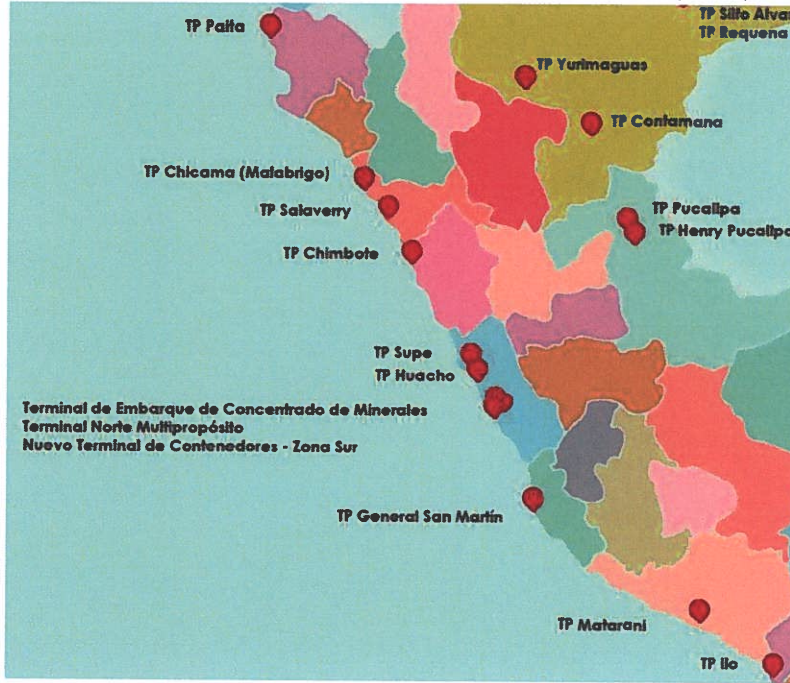 TP Paita
TP Silfo Alvar
TP Requena
TP Yurimaguas
TP Contamana
TP Chicama (Malabrigo)
TP Salaverry
TP Pucallpa
TP Henry Pucallpa
TP Chimbote
TP Supe
TP Huacho
Terminal de Embarque de Concentrado de Minerales
Terminal Norte Multipropósito
Nuevo Terminal de Contenedores - Zona Sur
TP General San Martín
TP Matarani
TP Ilo